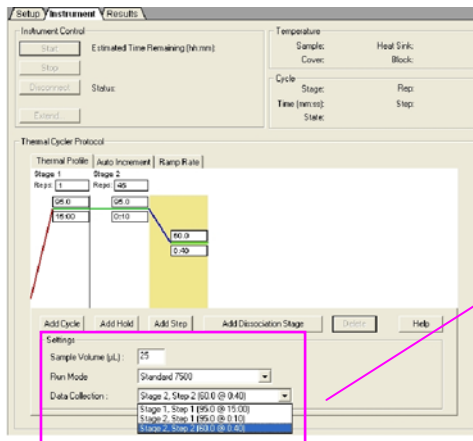 Setup Instrument Results
Instrument Control
Start Estimated Time Remaining (hh:mm):
Stop
Disconnect Status:
Extend...
Temperature
Sample: Heat Sink:
Cover: Block:
Cycle
Stage: Rep:
Time (mm:ss): Step:
State:
Thermal Cycler Protocol
Thermal Profile Auto Increment Ramp Rate
Stage 1 Stage 2
Reps: 1 Reps: 45
95.0 95.0
15:00 0:10
60.0
0:40
Add Cycle Add Hold Add Step Add Dissociation Stage Delete Help
Settings
Sample Volume (µL) : 25
Run Mode Standard 7500
Data Collection : Stage 2, Step 2 (60.0 @ 0:40)
Stage 1, Step 1 (95.0 @ 15:00)
Stage 2, Step 1 (95.0 @ 0:10)
Stage 2, Step 2 (60.0 @ 0:40)